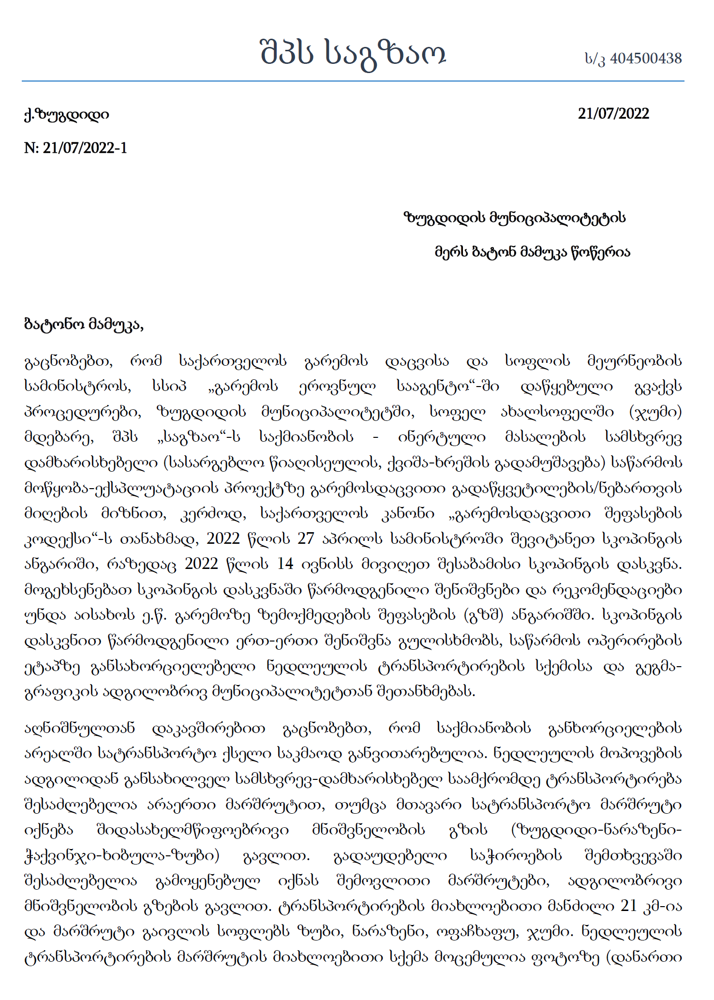 შპს საგზაო
ს/კ 404500438
ქ.ზუგდიდი 21/07/2022
N: 21/07/2022-1
ზუგდიდის მუნიციპალიტეტის
მერს ბატონ მამუკა წოწერია
ბატონო მამუკა,
გაცნობებთ, რომ საქართველოს გარემოს დაცვისა და სოფლის მეურნეობის
სამინისტროს, სსიპ „გარემოს ეროვნულ სააგენტო“-ში დაწყებული გვაქვს
პროცედურები, ზუგდიდის მუნიციპალიტეტში, სოფელ ახალსოფელში (ჯუმი)
მდებარე, შპს „საგზაო“-ს საქმიანობის - ინერტული მასალების სამსხვრევ
დამხარისხებელი (სასარგებლო წიაღისეულის, ქვიშა-ხრეშის გადამუშავება) საწარმოს
მოწყობა-ექსპლუატაციის პროექტზე გარემოსდაცვითი გადაწყვეტილების/ნებართვის
მიღების მიზნით, კერძოდ, საქართველოს კანონი „გარემოსდაცვითი შეფასების
კოდექსი“-ს თანახმად, 2022 წლის 27 აპრილს სამინისტროში შევიტანეთ სკოპინგის
ანგარიში, რაზედაც 2022 წლის 14 ივნისს მივიღეთ შესაბამისი სკოპინგის დასკვნა.
მოგეხსენებათ სკოპინგის დასკვნაში წარმოდგენილი შენიშვნები და რეკომენდაციები
უნდა აისახოს ე.წ. გარემოზე ზემოქმედების შეფასების (გზშ) ანგარიშში. სკოპინგის
დასკვნით წარმოდგენილი ერთ-ერთი შენიშვნა გულისხმობს, საწარმოს ოპერირების
ეტაპზე განსახორციელებელი ნედლეულის ტრანსპორტირების სქემისა და გეგმა-
გრაფიკის ადგილობრივ მუნიციპალიტეტთან შეთანხმებას.
აღნიშნულთან დაკავშირებით გაცნობებთ, რომ საქმიანობის განხორციელების
არეალში სატრანსპორტო ქსელი საკმაოდ განვითარებულია. ნედლეულის მოპოვების
ადგილიდან განსახილველ სამსხვრევ-დამხარისხებელ საამქრომდე ტრანსპორტირება
შესაძლებელია არაერთი მარშრუტით, თუმცა მთავარი სატრანსპორტო მარშრუტი
იქნება შიდასახელმწიფოებრივი მნიშვნელობის გზის (ზუგდიდი-ნარაზენი-
ჭაქვინჯი-ხიბულა-ზუბი) გავლით. გადაუდებელი საჭიროების შემთხვევაში
შესაძლებელია გამოყენებულ იქნას შემოვლითი მარშრუტები, ადგილობრივი
მნიშვნელობის გზების გავლით. ტრანსპორტირების მიახლოებითი მანძილი 21 კმ-ია
და მარშრუტი გაივლის სოფლებს ზუბი, ნარაზენი, ოფაჩხაფუ, ჯუმი. ნედლეულის
ტრანსპორტირების მარშრუტის მიახლოებითი სქემა მოცემულია ფოტოზე (დანართი